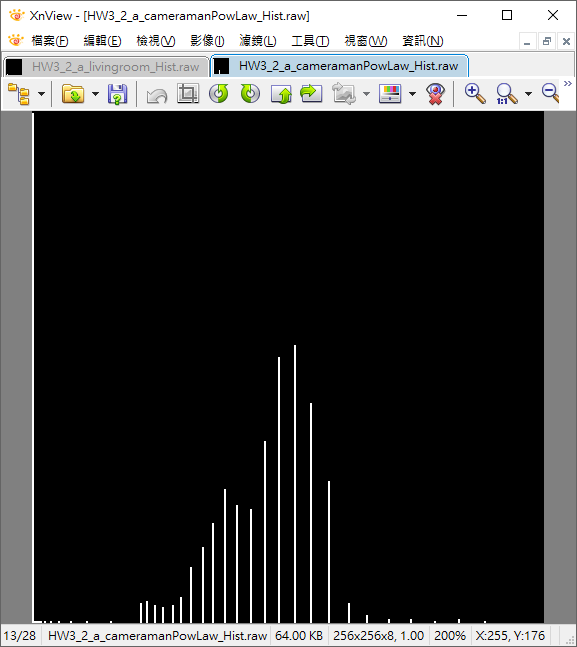 XnView - [HW3_2_a_cameramanPowLaw_Hist.raw]
檔案(F) 編輯(E) 檢視(V) 影像(I) 濾鏡(L) 工具(T) 視窗(W) 資訊(N)
HW3_2_a_livingroom_Hist.raw HW3_2_a_cameramanPowLaw_Hist.raw
1:1
13/28 HW3_2_a_cameramanPowLaw_Hist.raw 64.00 KB 256x256x8, 1.00 200% X:255, Y:176